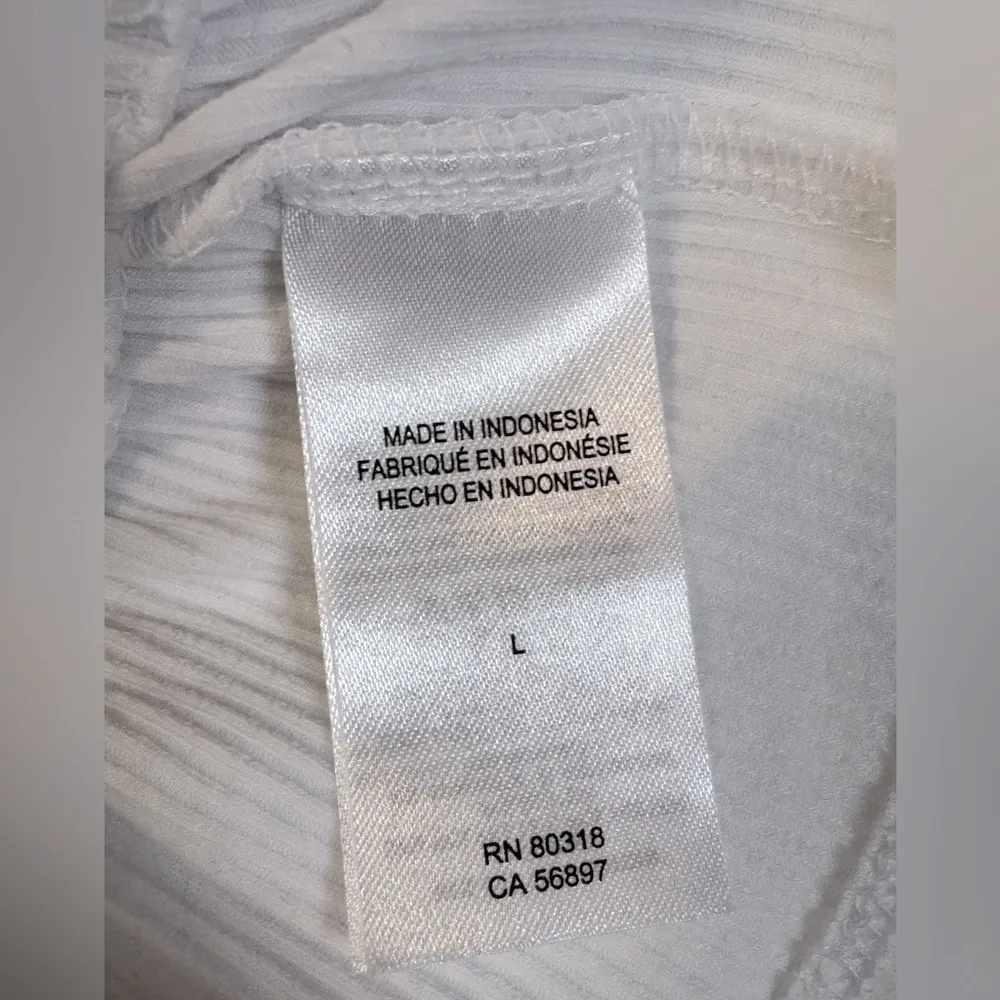 MADE IN INDONESIA
FABRIQUÉ EN INDONÉSIE
HECHO EN INDONESIA
L
RN 80318
CA 56897